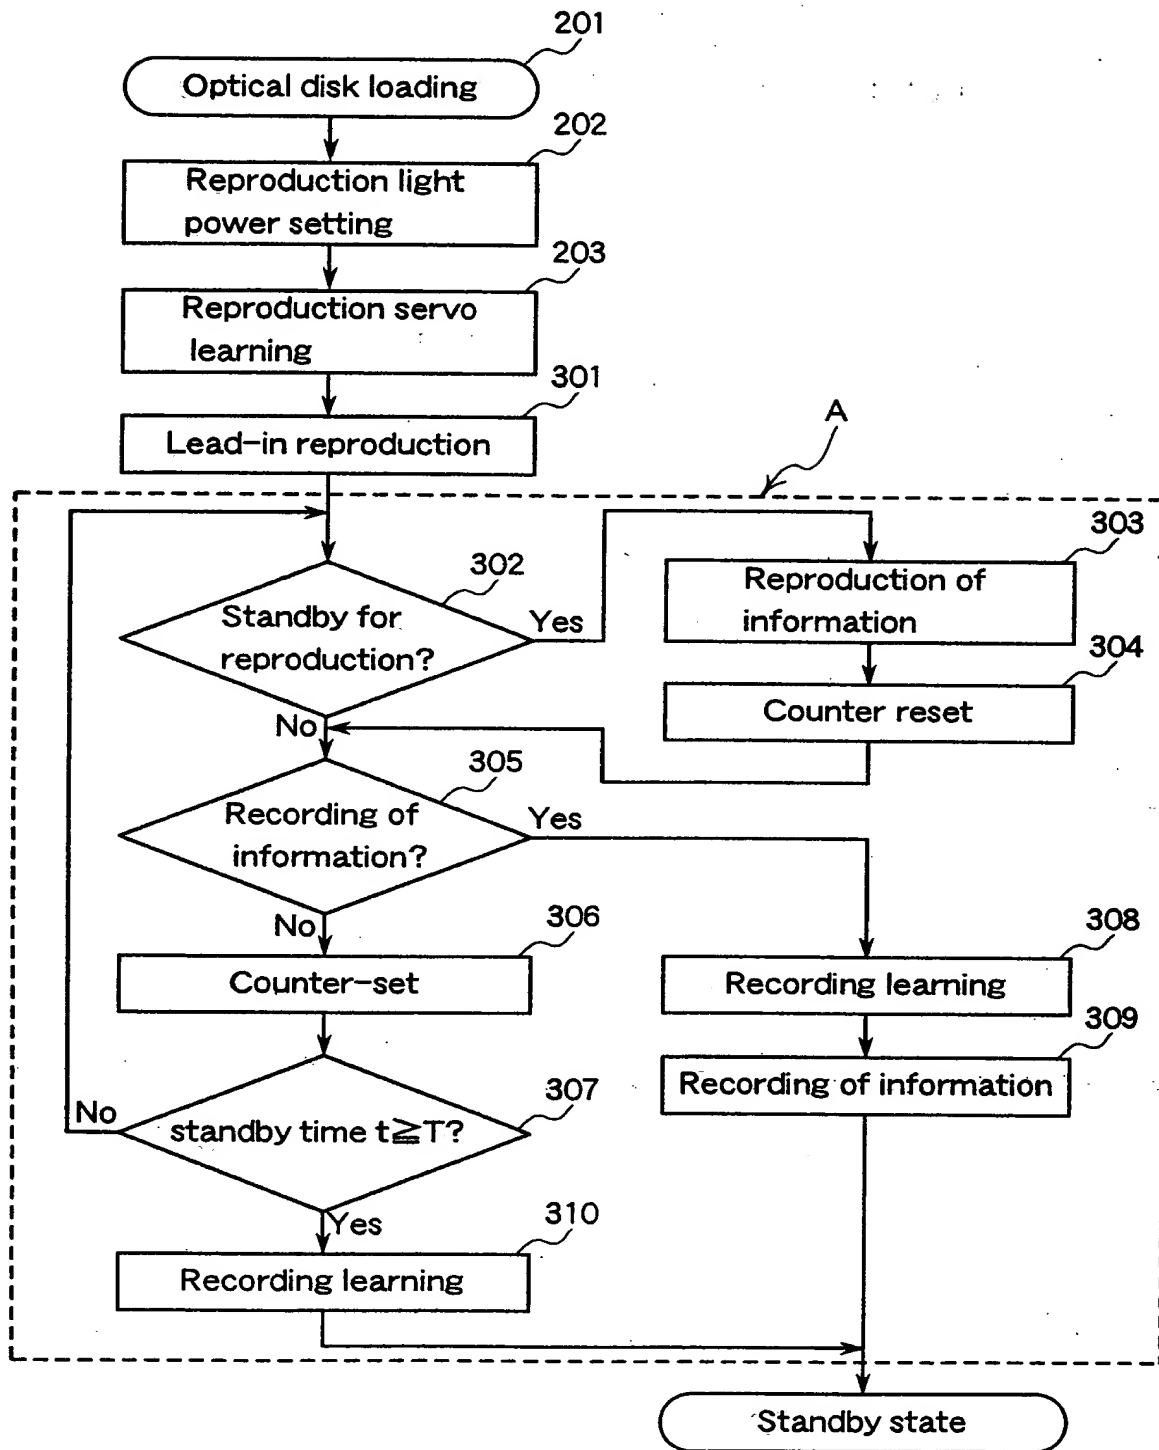 201
Optical disk loading
202
Reproduction light
power setting
203
Reproduction servo
learning
301
Lead-in reproduction
A
302
Standby for
reproduction?
Yes
No
303
Reproduction of
information
304
Counter reset
305
Recording of
information?
Yes
No
306
Counter-set
307
standby time t≧T?
No
Yes
308
Recording learning
309
Recording of information
310
Recording learning
Standby state